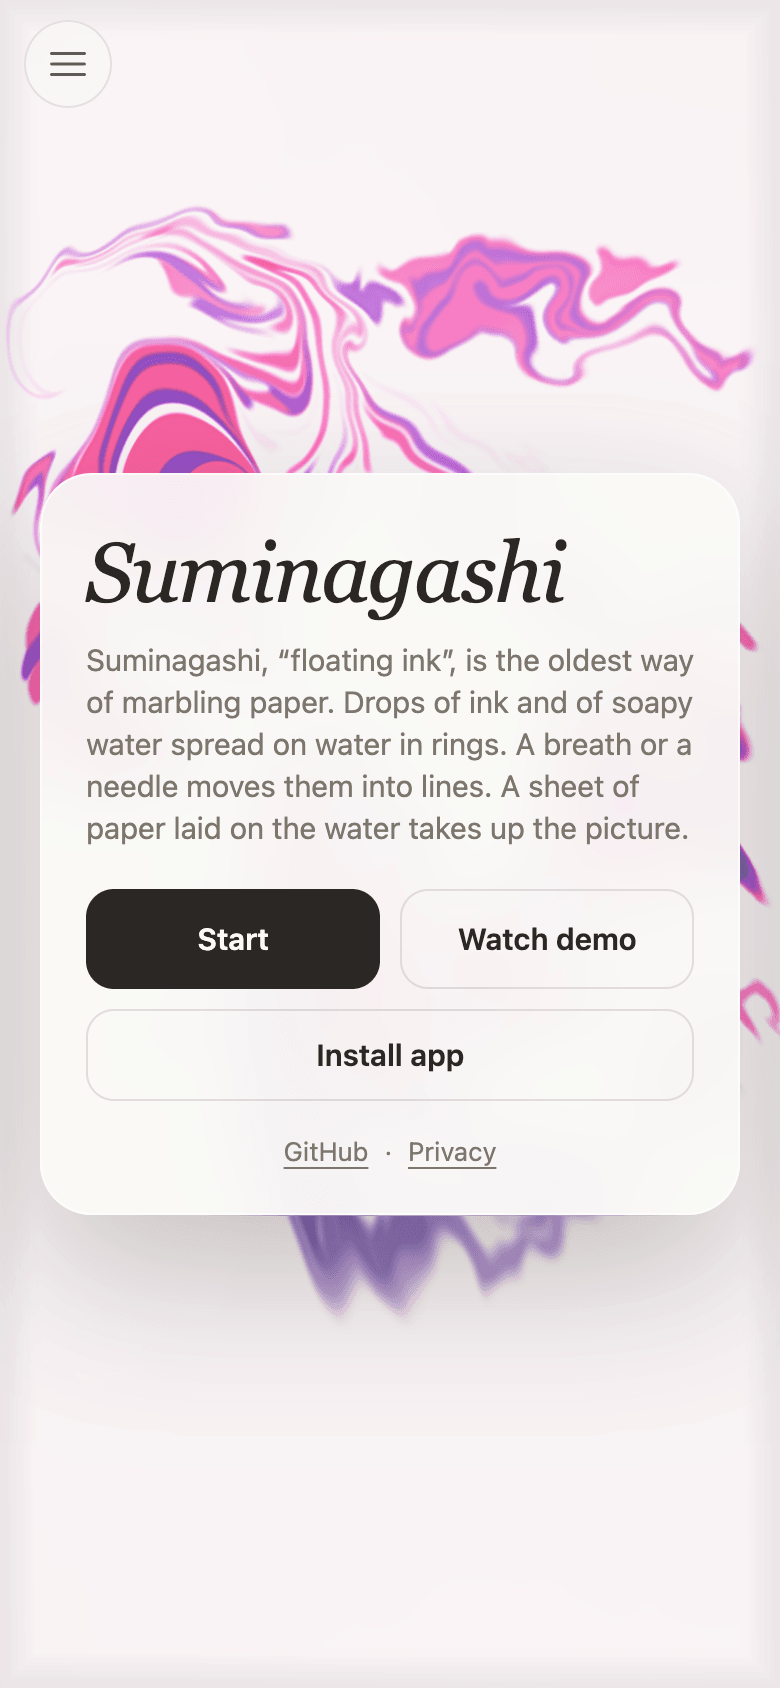 Suminagashi
Suminagashi, “floating ink”, is the oldest way
of marbling paper. Drops of ink and of soapy
water spread on water in rings. A breath or a
needle moves them into lines. A sheet of
paper laid on the water takes up the picture.
Start
Watch demo
Install app
GitHub · Privacy